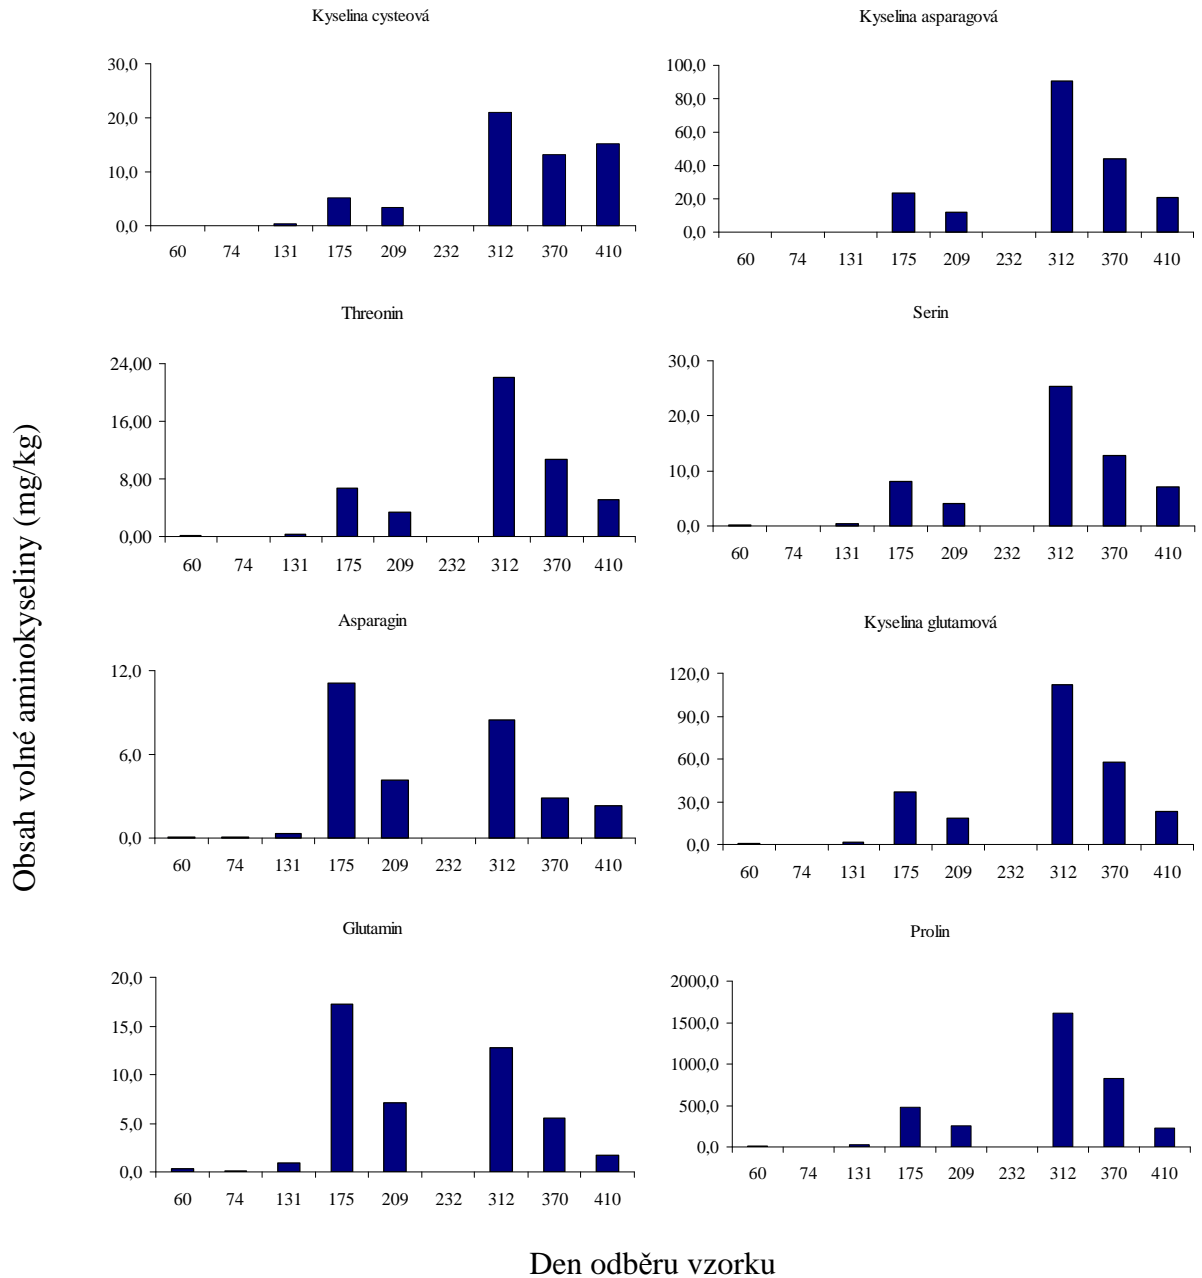 Kyselina cysteová
30,0
20,0
10,0
0,0
60 74 131 175 209 232 312 370 410
Kyselina asparagová
100,0
80,0
60,0
40,0
20,0
0,0
60 74 131 175 209 232 312 370 410
Threonin
24,00
16,00
8,00
0,00
60 74 131 175 209 232 312 370 410
Serin
30,0
20,0
10,0
0,0
60 74 131 175 209 232 312 370 410
Obsah volné aminokyseliny (mg/kg)
Asparagin
12,0
6,0
0,0
60 74 131 175 209 232 312 370 410
Kyselina glutamová
120,0
90,0
60,0
30,0
0,0
60 74 131 175 209 232 312 370 410
Glutamin
20,0
15,0
10,0
5,0
0,0
60 74 131 175 209 232 312 370 410
Prolin
2000,0
1500,0
1000,0
500,0
0,0
60 74 131 175 209 232 312 370 410
Den odběru vzorku